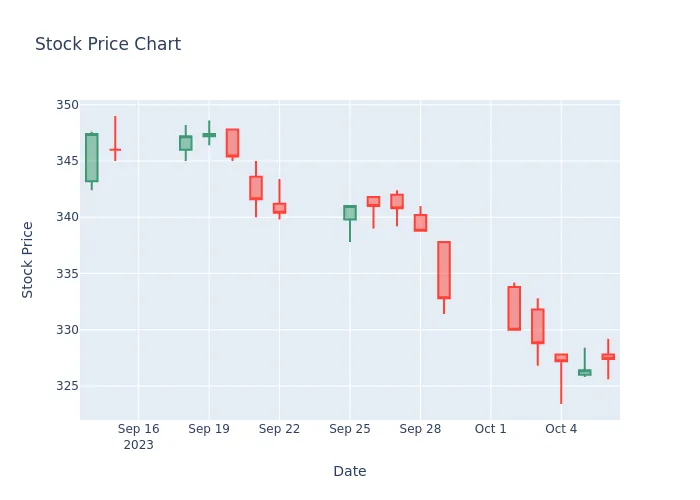 Stock Price Chart
350
345
340
335
330
325
Stock Price
Sep 16
2023
Sep 19
Sep 22
Sep 25
Sep 28
Oct 1
Oct 4
Date